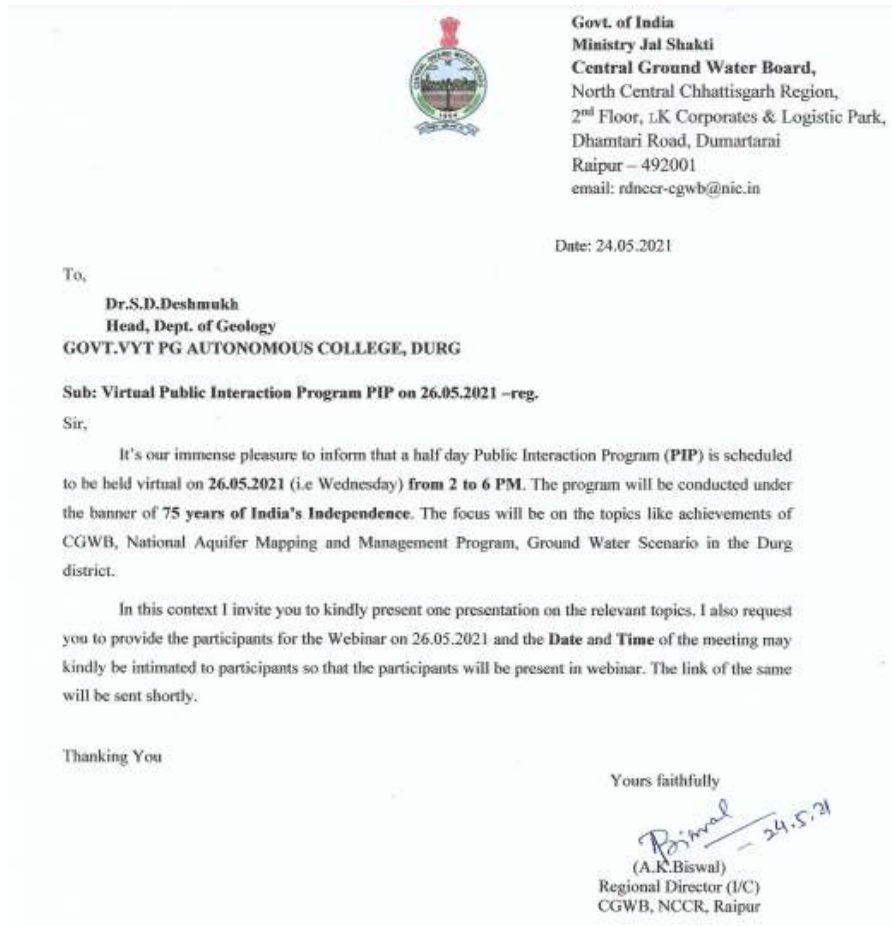 Govt. of India
Ministry Jal Shakti
Central Ground Water Board,
North Central Chhattisgarh Region,
2nd Floor, LK Corporates & Logistic Park,
Dhamtari Road, Dumartarai
Raipur – 492001
email: rdnccr-cgwb@nic.in
CENTRAL GROUND WATER BOARD
Date: 24.05.2021
To,
Dr.S.D.Deshmukh
Head, Dept. of Geology
GOVT.VYT PG AUTONOMOUS COLLEGE, DURG
Sub: Virtual Public Interaction Program PIP on 26.05.2021 –reg.
Sir,
It's our immense pleasure to inform that a half day Public Interaction Program (PIP) is scheduled
to be held virtual on 26.05.2021 (i.e Wednesday) from 2 to 6 PM. The program will be conducted under
the banner of 75 years of India's Independence. The focus will be on the topics like achievements of
CGWB, National Aquifer Mapping and Management Program, Ground Water Scenario in the Durg
district.
In this context I invite you to kindly present one presentation on the relevant topics. I also request
you to provide the participants for the Webinar on 26.05.2021 and the Date and Time of the meeting may
kindly be intimated to participants so that the participants will be present in webinar. The link of the same
will be sent shortly.
Thanking You
Yours faithfully
Biswal
24.5.21
(A.K.Biswal)
Regional Director (I/C)
CGWB, NCCR, Raipur